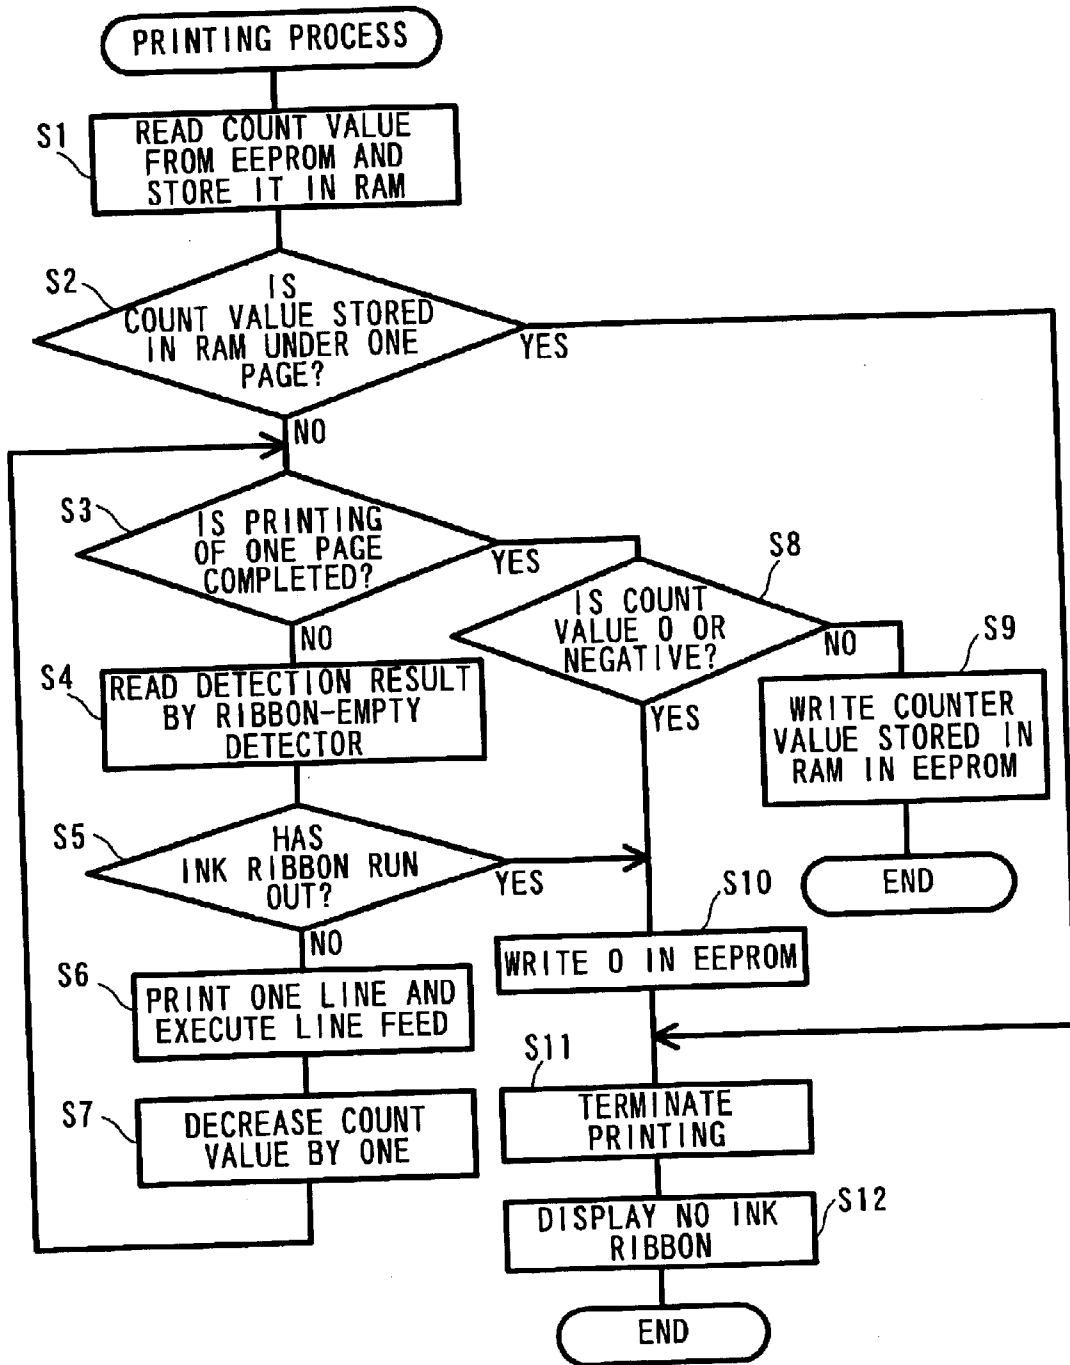 PRINTING PROCESS
S1
READ COUNT VALUE
FROM EEPROM AND
STORE IT IN RAM
S2
IS
COUNT VALUE STORED
IN RAM UNDER ONE
PAGE?
YES
NO
S3
IS PRINTING
OF ONE PAGE
COMPLETED?
YES
NO
S8
IS COUNT
VALUE 0 OR
NEGATIVE?
NO
YES
S9
WRITE COUNTER
VALUE STORED IN
RAM IN EEPROM
END
S4
READ DETECTION RESULT
BY RIBBON-EMPTY
DETECTOR
S5
HAS
INK RIBBON RUN
OUT?
YES
NO
S10
WRITE 0 IN EEPROM
S6
PRINT ONE LINE AND
EXECUTE LINE FEED
S11
TERMINATE
PRINTING
S7
DECREASE COUNT
VALUE BY ONE
S12
DISPLAY NO INK
RIBBON
END